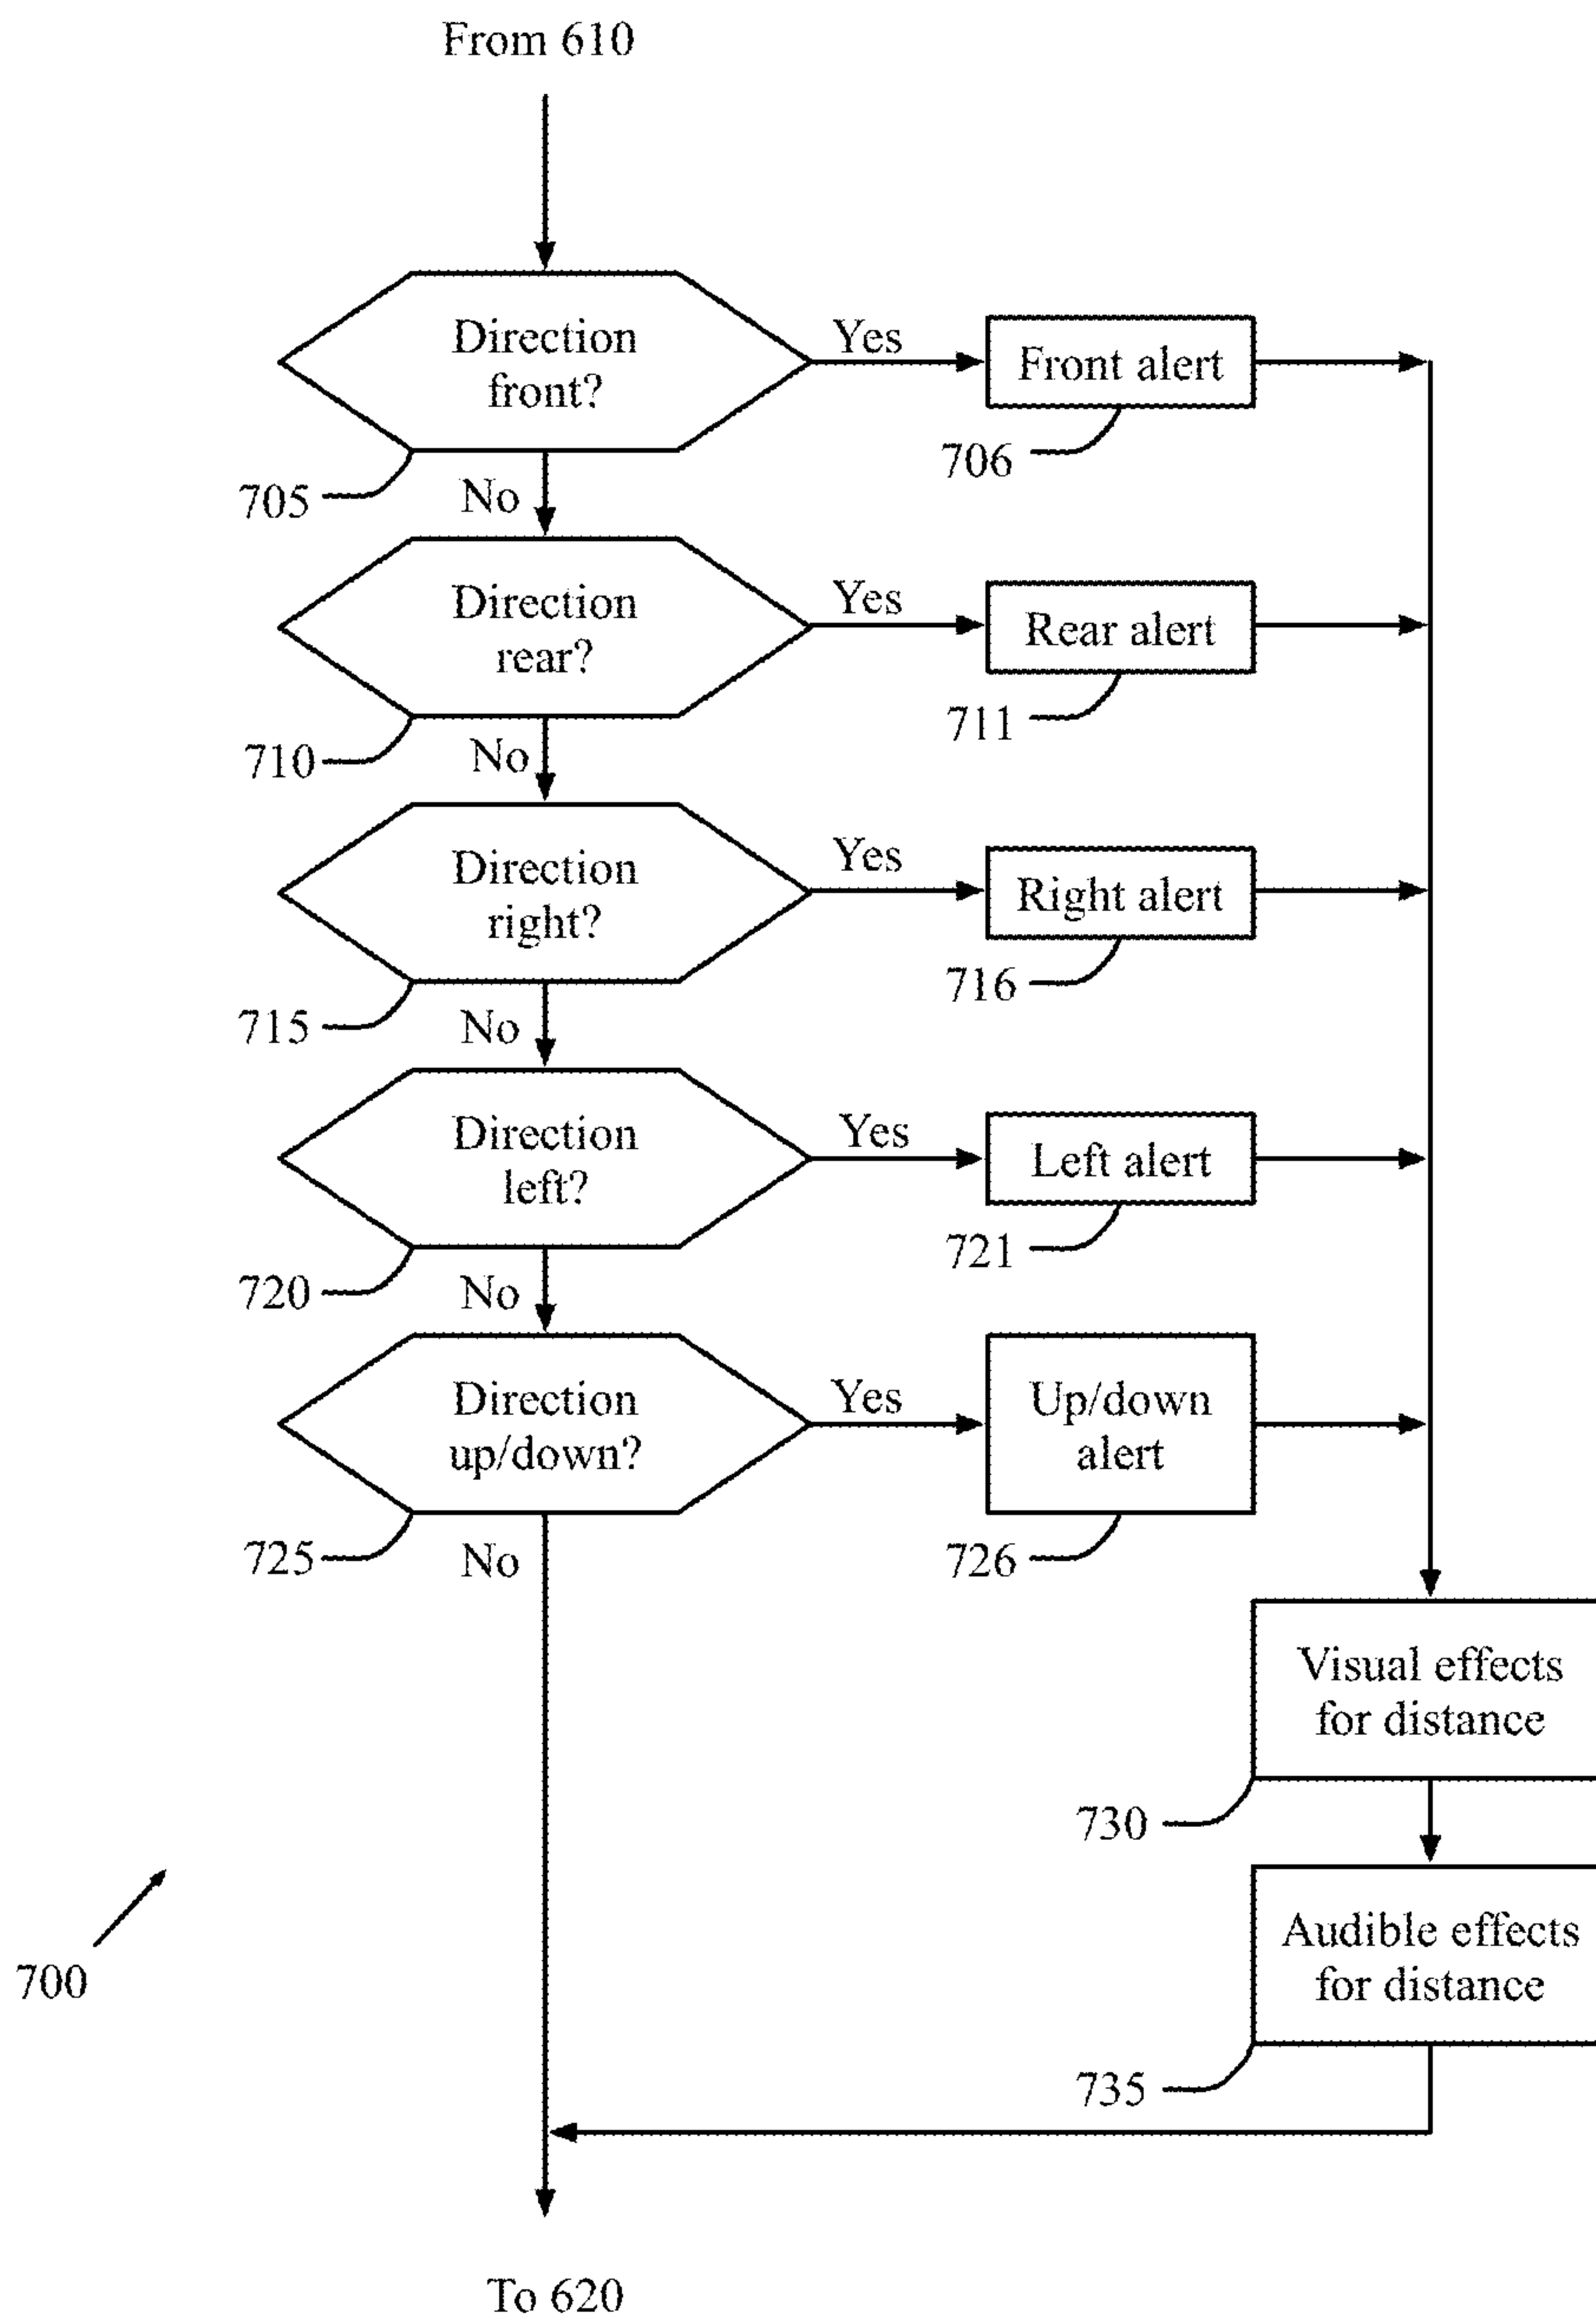 From 610
Direction
front?
Yes
Front alert
706
705
No
Direction
rear?
Yes
Rear alert
711
710
No
Direction
right?
Yes
Right alert
716
715
No
Direction
left?
Yes
Left alert
721
720
No
Direction
up/down?
Yes
Up/down
alert
725
No
726
Visual effects
for distance
730
Audible effects
for distance
700
735
To 620